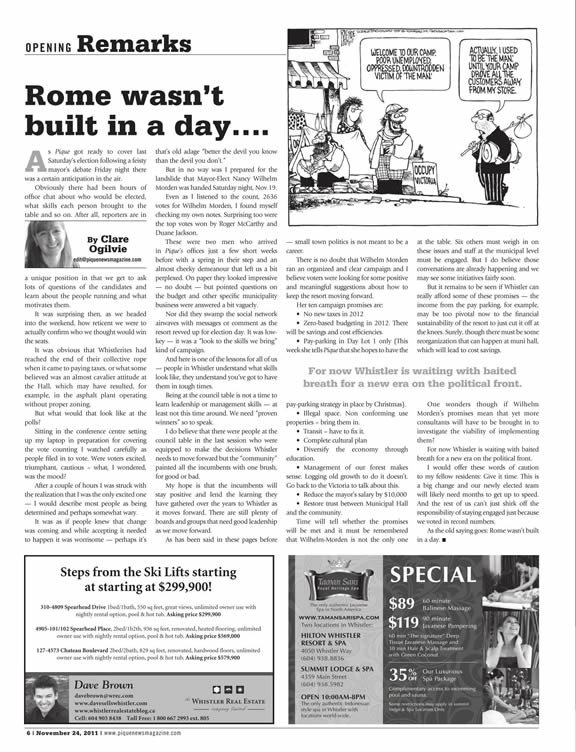 OPENING Remarks
Rome wasn't
built in a day....
As Pique got ready to cover last
Saturday's election following a feisty
mayor's debate Friday night there
was a certain anticipation in the air.
Obviously there had been hours of
office chat about who would be elected,
what skills each person brought to the
table and so on. After all, reporters are in
By Clare
Ogilvie
edit@piquenewsmagazine.com
a unique position in that we get to ask
lots of questions of the candidates and
learn about the people running and what
motivates them.
It was surprising then, as we headed
into the weekend, how reticent we were to
actually confirm who we thought would win
the seats.
It was obvious that Whistlerites had
reached the end of their collective rope
when it came to paying taxes, or what some
believed was an almost cavalier attitude at
the Hall, which may have resulted, for
example, in the asphalt plant operating
without proper zoning.
But what would that look like at the
polls?
Sitting in the conference centre setting
up my laptop in preparation for covering
the vote counting I watched carefully as
people filed in to vote. Were voters excited,
triumphant, cautious – what, I wondered,
was the mood?
After a couple of hours I was struck with
the realization that I was the only excited one
— I would describe most people as being
determined and perhaps somewhat wary.
It was as if people knew that change
was coming and while accepting it needed
to happen it was worrisome — perhaps it's
that's old adage "better the devil you know
than the devil you don't."
But in no way was I prepared for the
landslide that Mayor-Elect Nancy Wilhelm
Morden was handed Saturday night, Nov. 19.
Even as I listened to the count, 2636
votes for Wilhelm Morden, I found myself
checking my own notes. Surprising too were
the top votes won by Roger McCarthy and
Duane Jackson.
These were two men who arrived
in Pique's offices just a few short weeks
before with a spring in their step and an
almost cheeky demeanour that left us a bit
perplexed. On paper they looked impressive
— no doubt — but pointed questions on
the budget and other specific municipality
business were answered a bit vaguely.
Nor did they swamp the social network
airwaves with messages or comment as the
resort revved up for election day. It was low-
key — it was a "look to the skills we bring"
kind of campaign.
And here is one of the lessons for all of us
— people in Whistler understand what skills
look like, they understand you've got to have
them in tough times.
Being at the council table is not a time to
learn leadership or management skills — at
least not this time around. We need "proven
winners" so to speak.
I do believe that there were people at the
council table in the last session who were
equipped to make the decisions Whistler
needs to move forward but the "community"
painted all the incumbents with one brush,
for good or bad.
My hope is that the incumbents will
stay positive and lend the learning they
have gathered over the years to Whistler as
it moves forward. There are still plenty of
boards and groups that need good leadership
as we move forward.
As has been said in these pages before
WELCOME TO OUR CAMP,
POOR UNEMPLOYED,
OPPRESSED, DOWNTRODDEN
VICTIM OF 'THE MAN.'
ACTUALLY, I USED
TO BE 'THE MAN,'
UNTIL YOUR CAMP
DROVE ALL THE
CUSTOMERS AWAY
FROM MY STORE.
OCCUPY
VICTORIA
— small town politics is not meant to be a
career.
There is no doubt that Wilhelm Morden
ran an organized and clear campaign and I
believe voters were looking for some positive
and meaningful suggestions about how to
keep the resort moving forward.
Her ten campaign promises are:
• No new taxes in 2012
• Zero-based budgeting in 2012. There
will be savings and cost efficiencies.
• Pay-parking in Day Lot 1 only (This
week she tells Pique that she hopes to have the
at the table. Six others must weigh in on
these issues and staff at the municipal level
must be engaged. But I do believe those
conversations are already happening and we
may see some initiatives fairly soon.
But it remains to be seen if Whistler can
really afford some of these promises — the
income from the pay parking, for example,
may be too pivotal now to the financial
sustainability of the resort to just cut it off at
the knees. Surely, though there must be some
reorganization that can happen at muni hall,
which will lead to cost savings.
For now Whistler is waiting with baited
breath for a new era on the political front.
pay-parking strategy in place by Christmas).
• Illegal space. Non conforming use
properties – bring them in.
• Transit – have to fix it.
• Complete cultural plan
• Diversify the economy through
education.
• Management of our forests makes
sense. Logging old growth to do it doesn't.
Go back the Victoria to talk about this.
• Reduce the mayor's salary by $10,000
• Restore trust between Municipal Hall
and the community.
Time will tell whether the promises
will be met and it must be remembered
that Wilhelm-Morden is not the only one
One wonders though if Wilhelm
Morden's promises mean that yet more
consultants will have to be brought in to
investigate the viability of implementing
them?
For now Whistler is waiting with baited
breath for a new era on the political front.
I would offer these words of caution
to my fellow residents: Give it time. This is
a big change and our newly elected team
will likely need months to get up to speed.
And the rest of us can't just shirk off the
responsibility of staying engaged just because
we voted in record numbers.
As the old saying goes: Rome wasn't built
in a day. ■
Steps from the Ski Lifts starting
at starting at $299,900!
310-4809 Spearhead Drive 1bed/1bath, 550 sq feet, great views, unlimited owner use with
nightly rental option, pool & hot tub. Asking price $299,900
4905-101/102 Spearhead Place, 2bed/1b2th, 936 sq feet, renovated, heated flooring, unlimited
owner use with nightly rental option, pool & hot tub. Asking price $369,000
127-4573 Chateau Boulevard 2bed/2bath, 829 sq feet, renovated, hardwood floors, unlimited
owner use with nightly rental option, pool & hot tub. Asking price $379,900
Dave Brown
davebrown@wrec.com
www.davesellswhistler.com
www.whistlerrealestateblog.ca
Cell: 604 903 8438 Toll Free: 1 800 667 2993 ext. 805
the WHISTLER REAL ESTATE
company limited
TAMAN SARI
Royal Heritage Spa
The only authentic Javanese
Spa in North America
WWW.TAMANSARISPA.COM
Two locations in Whistler:
HILTON WHISTLER
RESORT & SPA
4050 Whistler Way
(604) 938.8836
SUMMIT LODGE & SPA
4359 Main Street
(604) 938.5982
OPEN 10:00AM-8PM
The only authentic Indonesian
style spa in Whistler with
locations world-wide.
SPECIAL
$89 60 minute
Balinese Massage
$119 90 minute
Javanese Pampering
60 min "The signature" Deep
Tissue Javanese Massage and
30 min Hair & Scalp Treatment
with Green Coconut
35% OFF Our Luxurious
Spa Package
Complimentary access to swimming
pool and sauna.
Some restrictions may apply in summit
lodge & Spa Location Only
6 | November 24, 2011 | www.piquenewsmagazine.com